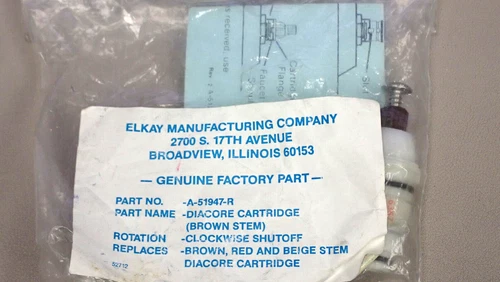 ELKAY MANUFACTURING COMPANY
2700 S. 17TH AVENUE
BROADVIEW, ILLINOIS 60153
— GENUINE FACTORY PART —
PART NO. -A-51947-R
PART NAME -DIACORE CARTRIDGE
(BROWN STEM)
ROTATION -CLOCKWISE SHUTOFF
REPLACES -BROWN, RED AND BEIGE STEM
52712 DIACORE CARTRIDGE